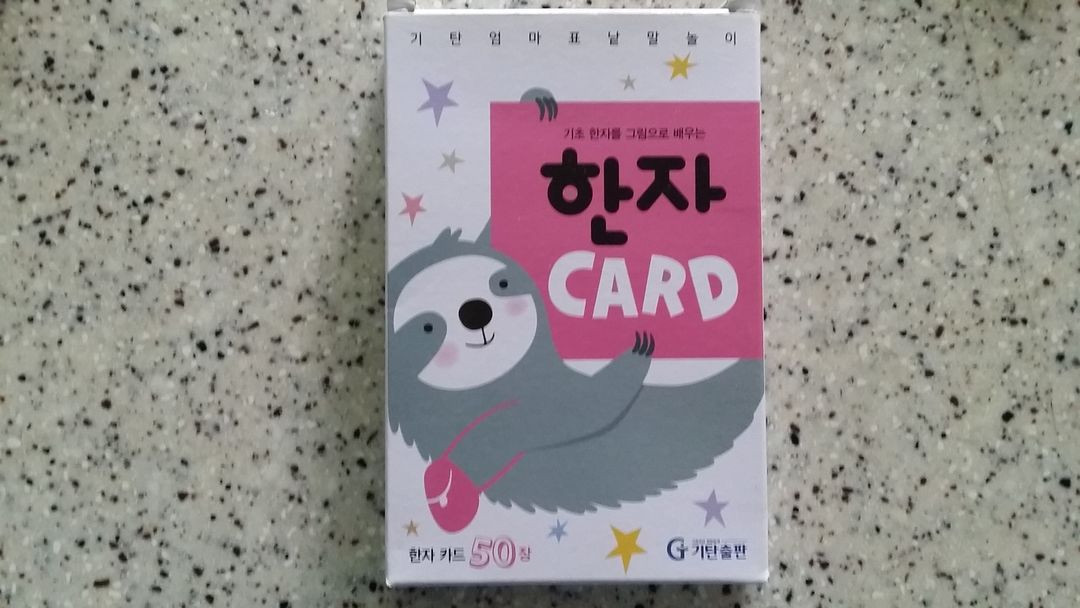 기탄엄마표낱말놀이
기초 한자를 그림으로 배우는
한자
CARD
한자 카드 50장
기탄출판